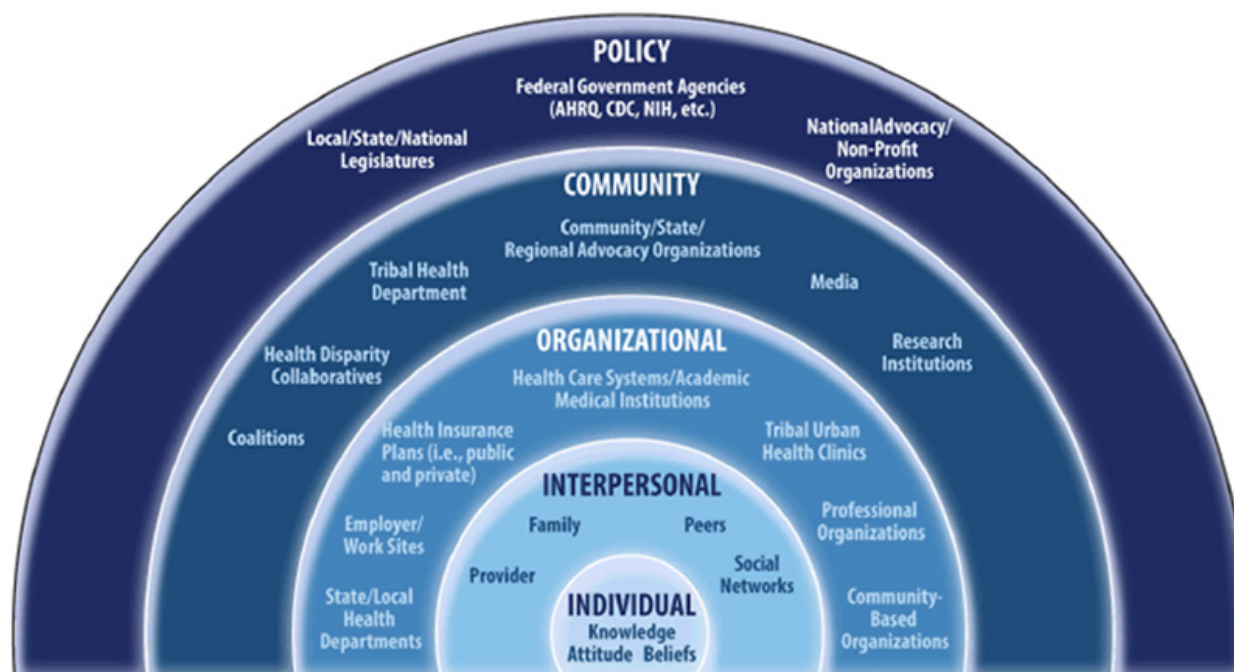 POLICY
Federal Government Agencies
(AHRQ, CDC, NIH, etc.)
Local/State/National
Legislatures
NationalAdvocacy/
Non-Profit
Organizations
COMMUNITY
Community/State/
Regional Advocacy Organizations
Tribal Health
Department
Media
Health Disparity
Collaboratives
Research
Institutions
Coalitions
ORGANIZATIONAL
Health Care Systems/Academic
Medical Institutions
Health Insurance
Plans (i.e., public
and private)
Tribal Urban
Health Clinics
Employer/
Work Sites
Professional
Organizations
State/Local
Health
Departments
Community-
Based
Organizations
INTERPERSONAL
Family
Peers
Provider
Social
Networks
INDIVIDUAL
Knowledge
Attitude Beliefs